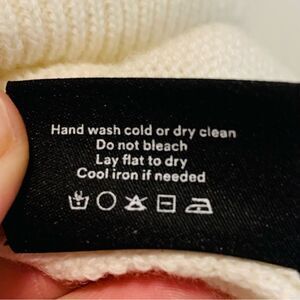 Hand wash cold or dry clean
Do not bleach
Lay flat to dry
Cool iron if needed